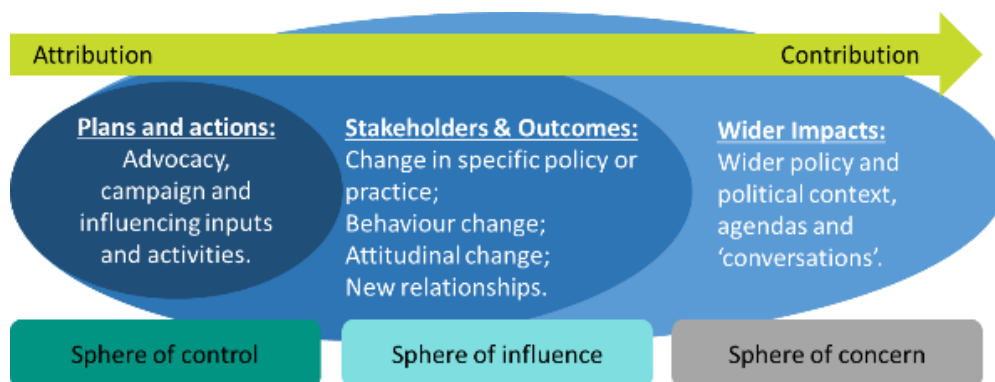 Attribution
Contribution
Plans and actions:
Advocacy,
campaign and
influencing inputs
and activities.
Stakeholders & Outcomes:
Change in specific policy or
practice;
Behaviour change;
Attitudinal change;
New relationships.
Wider Impacts:
Wider policy and
political context,
agendas and
‘conversations’.
Sphere of control
Sphere of influence
Sphere of concern